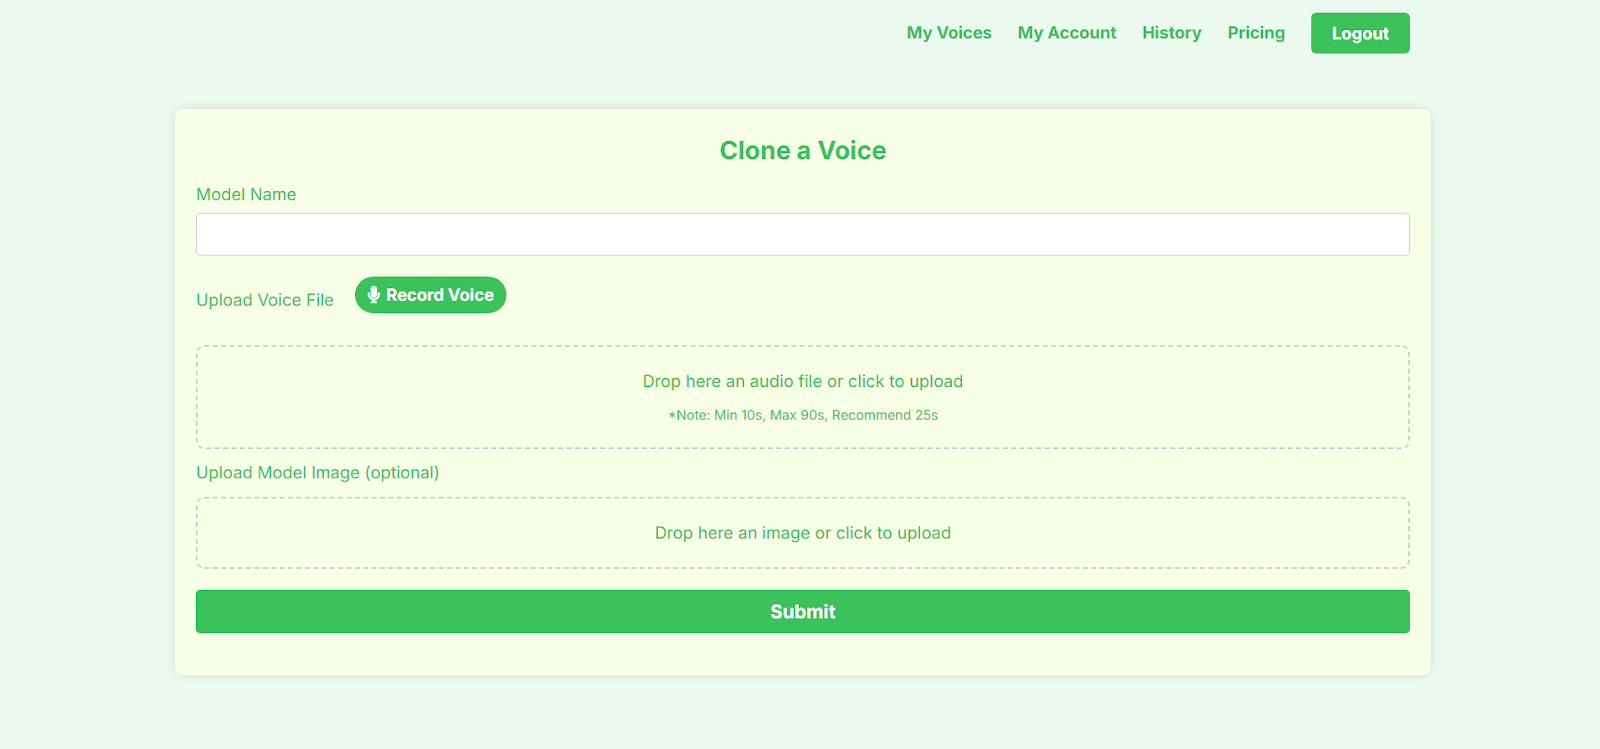 My Voices My Account History Pricing Logout
Clone a Voice
Model Name
Upload Voice File Record Voice
Drop here an audio file or click to upload
*Note: Min 10s, Max 90s, Recommend 25s
Upload Model Image (optional)
Drop here an image or click to upload
Submit